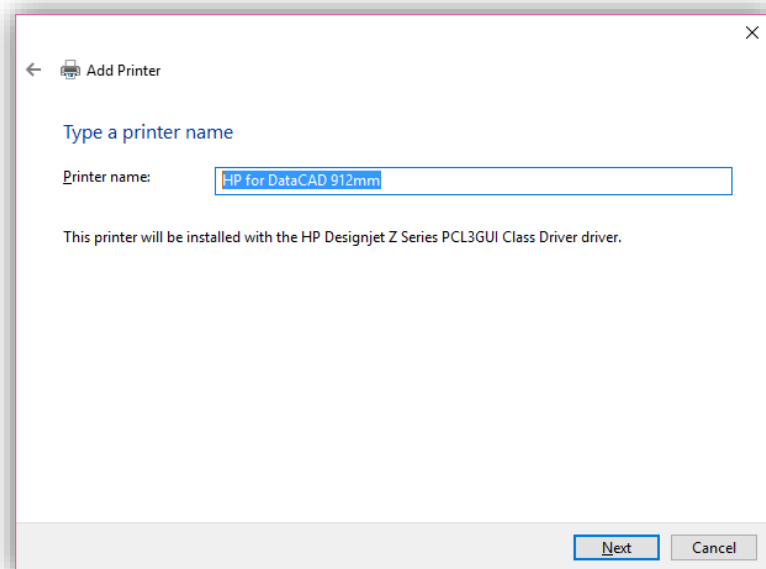 Add Printer
Type a printer name
Printer name: HP for DataCAD 912mm
This printer will be installed with the HP Designjet Z Series PCL3GUI Class Driver driver.
Next Cancel